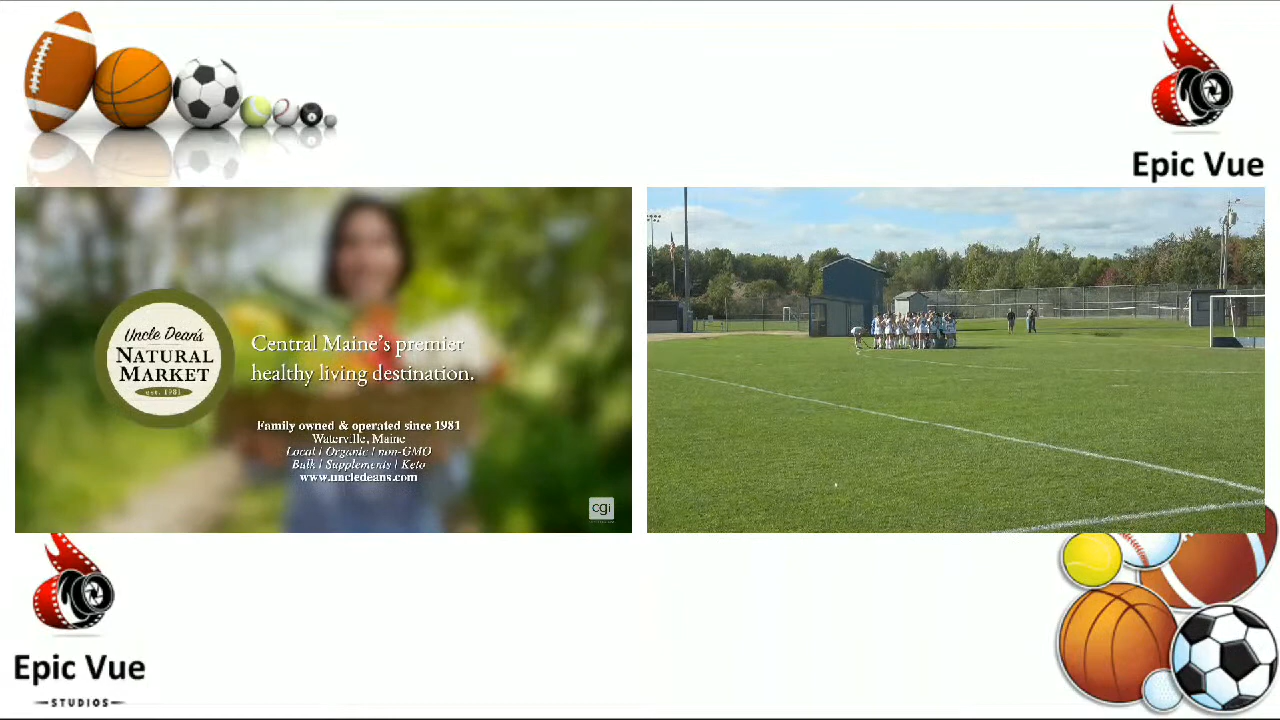 Epic Vue
Uncle Dean's
NATURAL
MARKET
est. 1981
Central Maine's premier
healthy living destination.
Family owned & operated since 1981
Waterville, Maine
Local | Organic | non-GMO
Bulk | Supplements | Keto
www.uncledeans.com
cgi
Epic Vue
STUDIOS